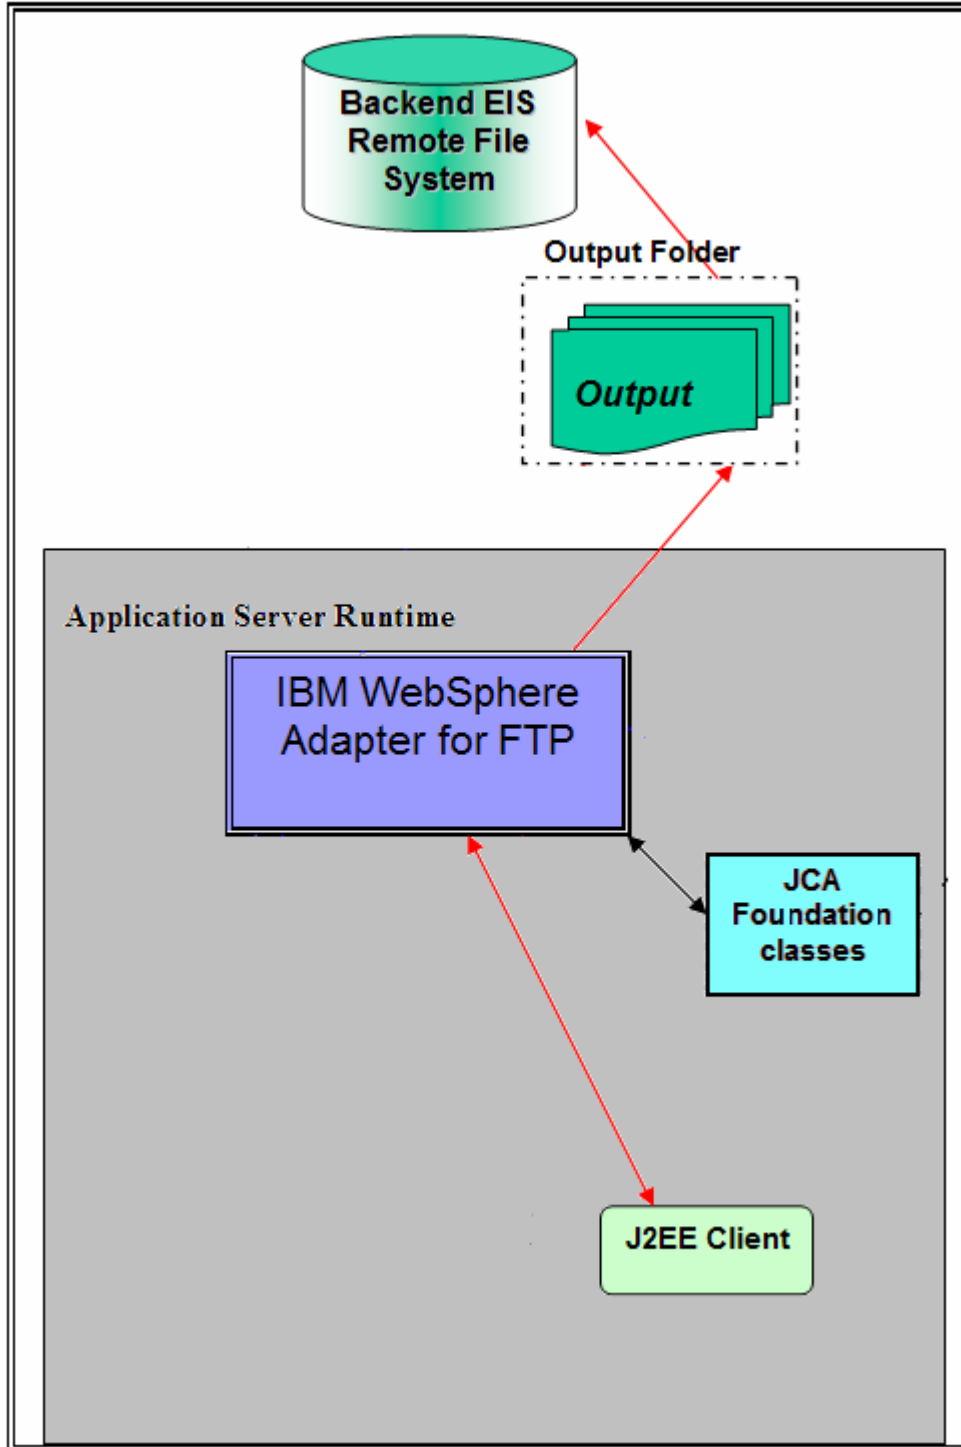 Backend EIS
Remote File
System
Output Folder
Output
Application Server Runtime
IBM WebSphere
Adapter for FTP
JCA
Foundation
classes
J2EE Client